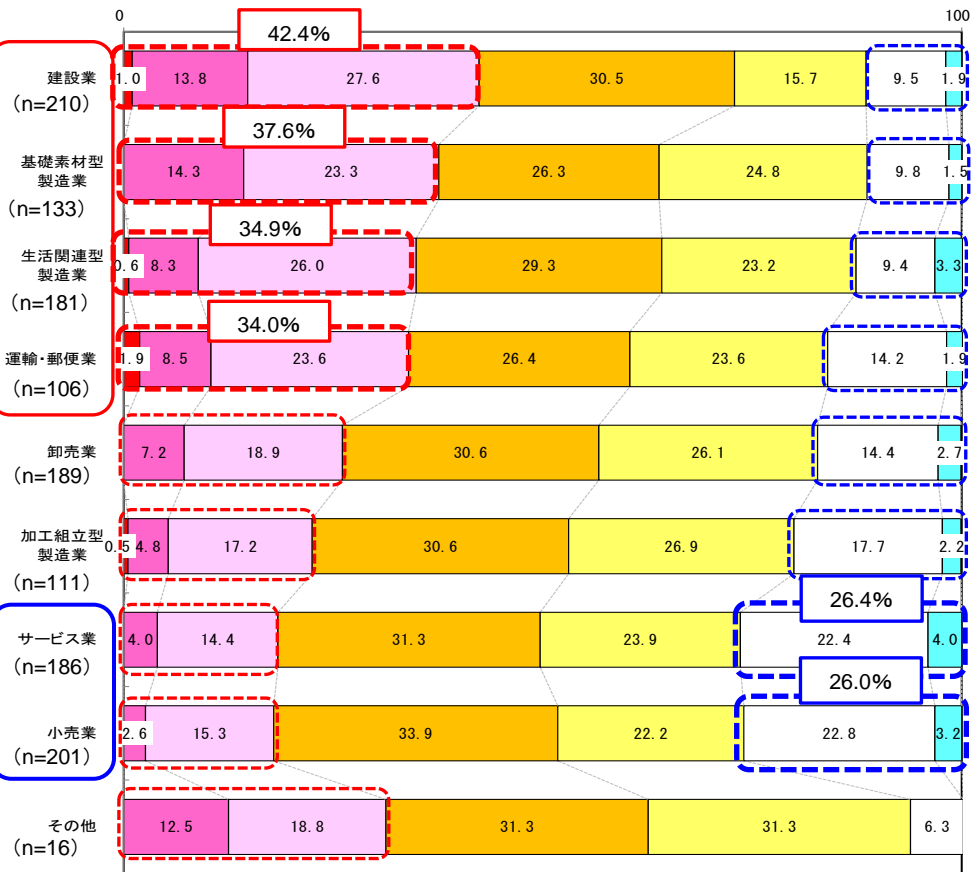 0 100
42.4%
建設業
(n=210)
1.0 13.8 27.6 30.5 15.7 9.5 1.9
37.6%
基礎素材型
製造業
(n=133)
14.3 23.3 26.3 24.8 9.8 1.5
34.9%
生活関連型
製造業
(n=181)
0.6 8.3 26.0 29.3 23.2 9.4 3.3
34.0%
運輸・郵便業
(n=106)
1.9 8.5 23.6 26.4 23.6 14.2 1.9
卸売業
(n=189)
7.2 18.9 30.6 26.1 14.4 2.7
加工組立型
製造業
(n=111)
0.5 4.8 17.2 30.6 26.9 17.7 2.2
26.4%
サービス業
(n=186)
4.0 14.4 31.3 23.9 22.4 4.0
26.0%
小売業
(n=201)
2.6 15.3 33.9 22.2 22.8 3.2
その他
(n=16)
12.5 18.8 31.3 31.3 6.3